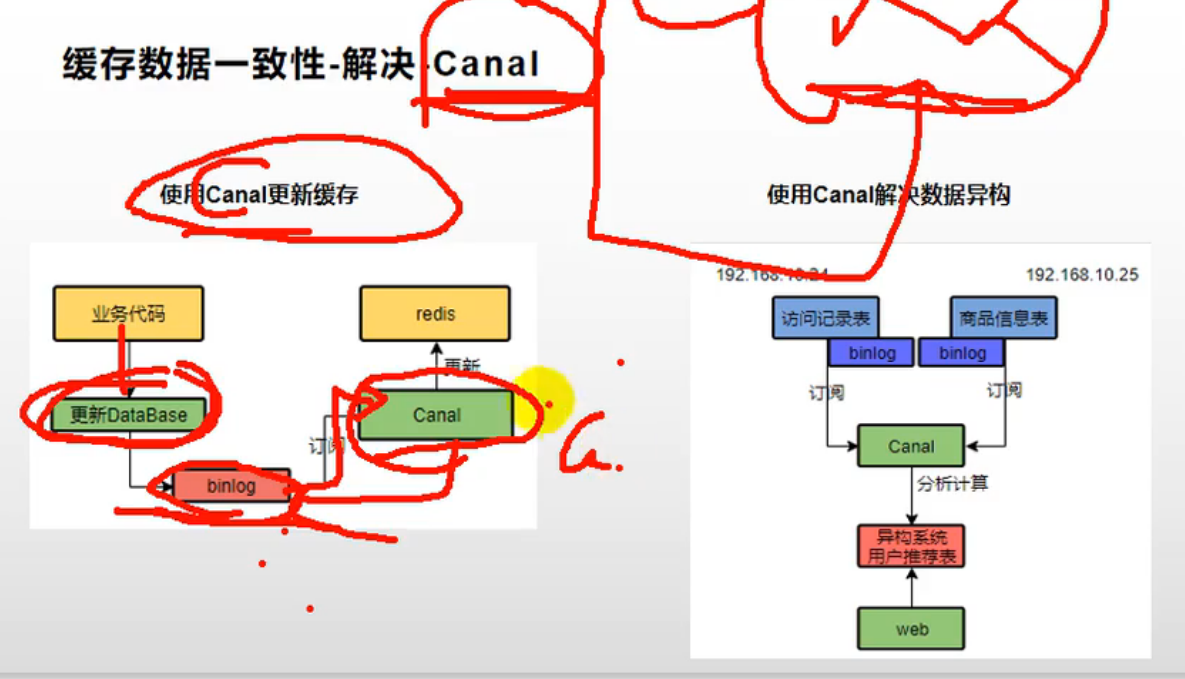 缓存数据一致性-解决-Canal
使用Canal更新缓存
使用Canal解决数据异构
业务代码
redis
更新
更新DataBase
Canal
订阅
binlog
192.168.10.24
192.168.10.25
访问记录表
商品信息表
binlog
binlog
订阅
订阅
Canal
分析计算
异构系统
用户推荐表
web